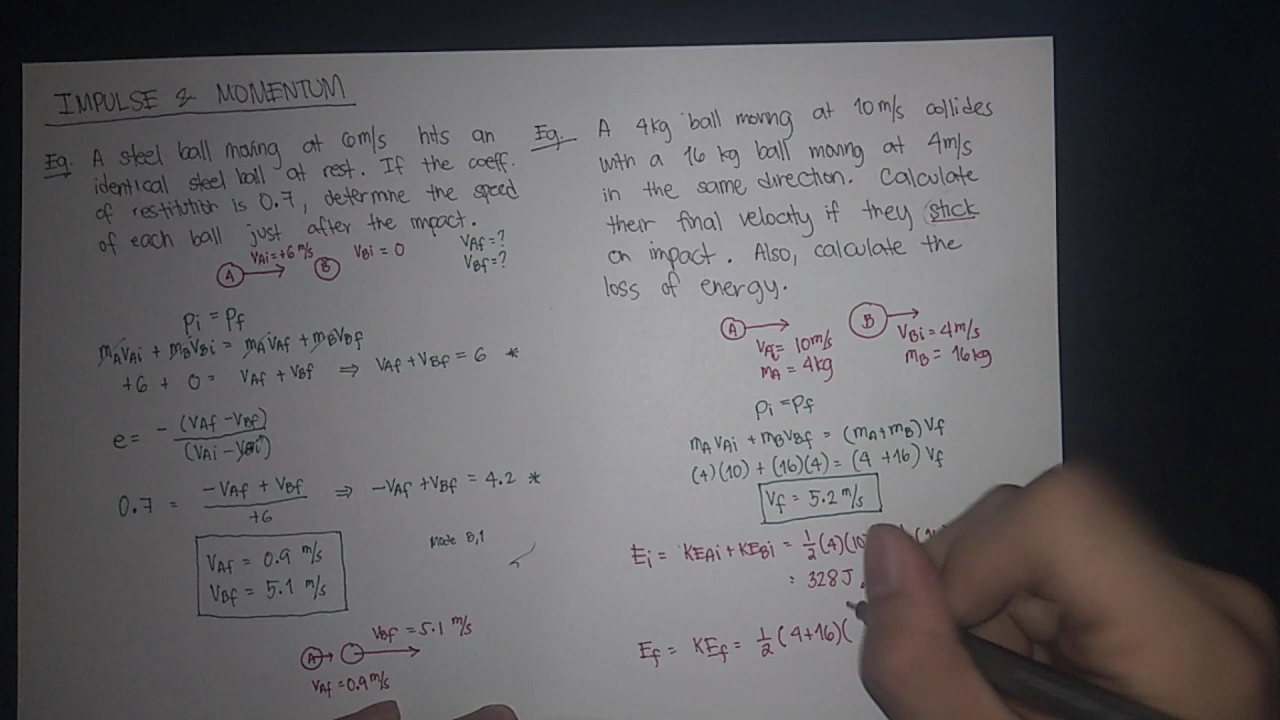 IMPULSE & MOMENTUM
Eg. A steel ball moving at 6m/s hits an
identical steel ball at rest. If the coeff.
of restitution is 0.7, determine the speed
of each ball just after the impact.
VAi=+6 m/s VBi = 0 VAf=?
VBf=?
A B
Pi = Pf
mAVAi + mBVBi = mAVAf + mBVBf
+6 + 0 = VAf + VBf ⇒ VAf + VBf = 6 *
e = -(VAf - VBf)
(VAi - VBi)
0.7 = -VAf + VBf ⇒ -VAf + VBf = 4.2 *
+6
Mode 5,1
VAf = 0.9 m/s
VBf = 5.1 m/s
VBf = 5.1 m/s
A
VAf = 0.9 m/s
Eg. A 4kg ball moving at 10m/s collides
with a 16 kg ball moving at 4m/s
in the same direction. Calculate
their final velocity if they stick
on impact. Also, calculate the
loss of energy.
A B
VAi = 10m/s VBi = 4m/s
mA = 4kg mB = 16kg
Pi = Pf
mAVAi + mBVBf = (mA+mB)Vf
(4)(10) + (16)(4) = (4+16) Vf
Vf = 5.2 m/s
Ei = KEAi + KEBi = 1/2 (4)(10
= 328J
Ef = KEf = 1/2 (4+16)(